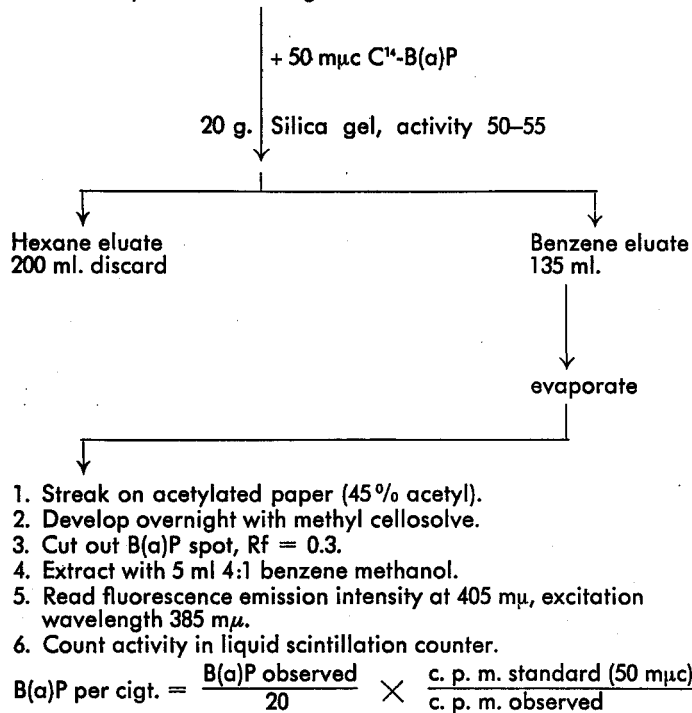 + 50 mμc C¹⁴-B(a)P
20 g. Silica gel, activity 50–55
Hexane eluate
200 ml. discard
Benzene eluate
135 ml.
evaporate
1. Streak on acetylated paper (45% acetyl).
2. Develop overnight with methyl cellosolve.
3. Cut out B(a)P spot, Rf = 0.3.
4. Extract with 5 ml 4:1 benzene methanol.
5. Read fluorescence emission intensity at 405 mμ, excitation
wavelength 385 mμ.
6. Count activity in liquid scintillation counter.
B(a)P per cigt. = B(a)P observed / 20 × c. p. m. standard (50 mμc) / c. p. m. observed